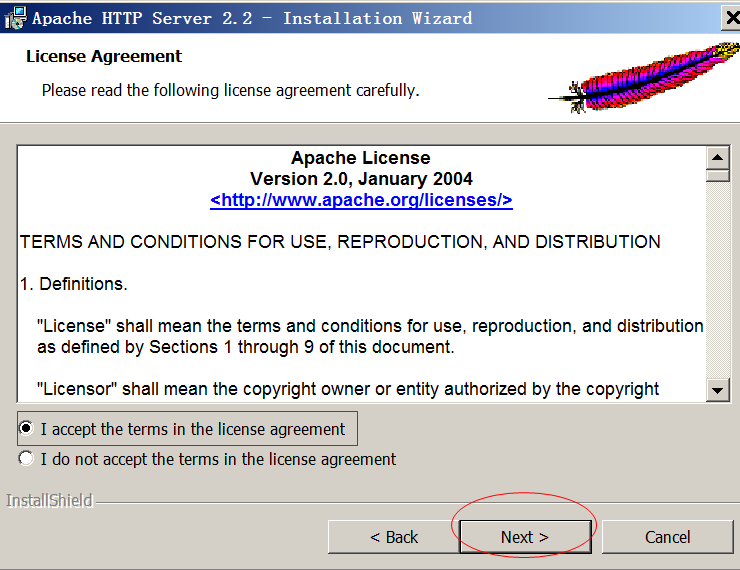 Apache HTTP Server 2.2 - Installation Wizard
License Agreement
Please read the following license agreement carefully.
Apache License
Version 2.0, January 2004
<http://www.apache.org/licenses/>
TERMS AND CONDITIONS FOR USE, REPRODUCTION, AND DISTRIBUTION
1. Definitions.
"License" shall mean the terms and conditions for use, reproduction, and distribution
as defined by Sections 1 through 9 of this document.
"Licensor" shall mean the copyright owner or entity authorized by the copyright
I accept the terms in the license agreement
I do not accept the terms in the license agreement
InstallShield
< Back
Next >
Cancel